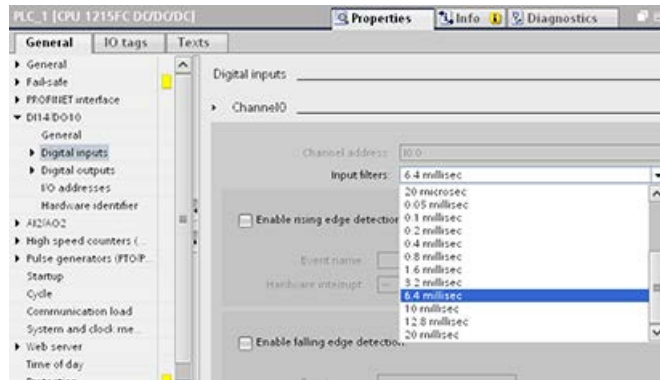 PLC_1 [CPU 1215FC DC/DC/DC]
Properties
Info
Diagnostics
General
IO tags
Texts
General
Fail-safe
PROFINET interface
DI14/DO10
General
Digital inputs
Digital outputs
I/O addresses
Hardware identifier
AI2/AO2
High speed counters (...
Pulse generators (PTO/P...
Startup
Cycle
Communication load
System and clock me...
Web server
Time of day
Protection
Digital inputs
Channel0
Channel address: I0.0
Input filters: 6.4 millisec
20 microsec
0.05 millisec
0.1 millisec
0.2 millisec
0.4 millisec
0.8 millisec
1.6 millisec
3.2 millisec
6.4 millisec
10 millisec
12.8 millisec
20 millisec
Enable rising edge detection
Event name
Hardware interrupt
Enable falling edge detection